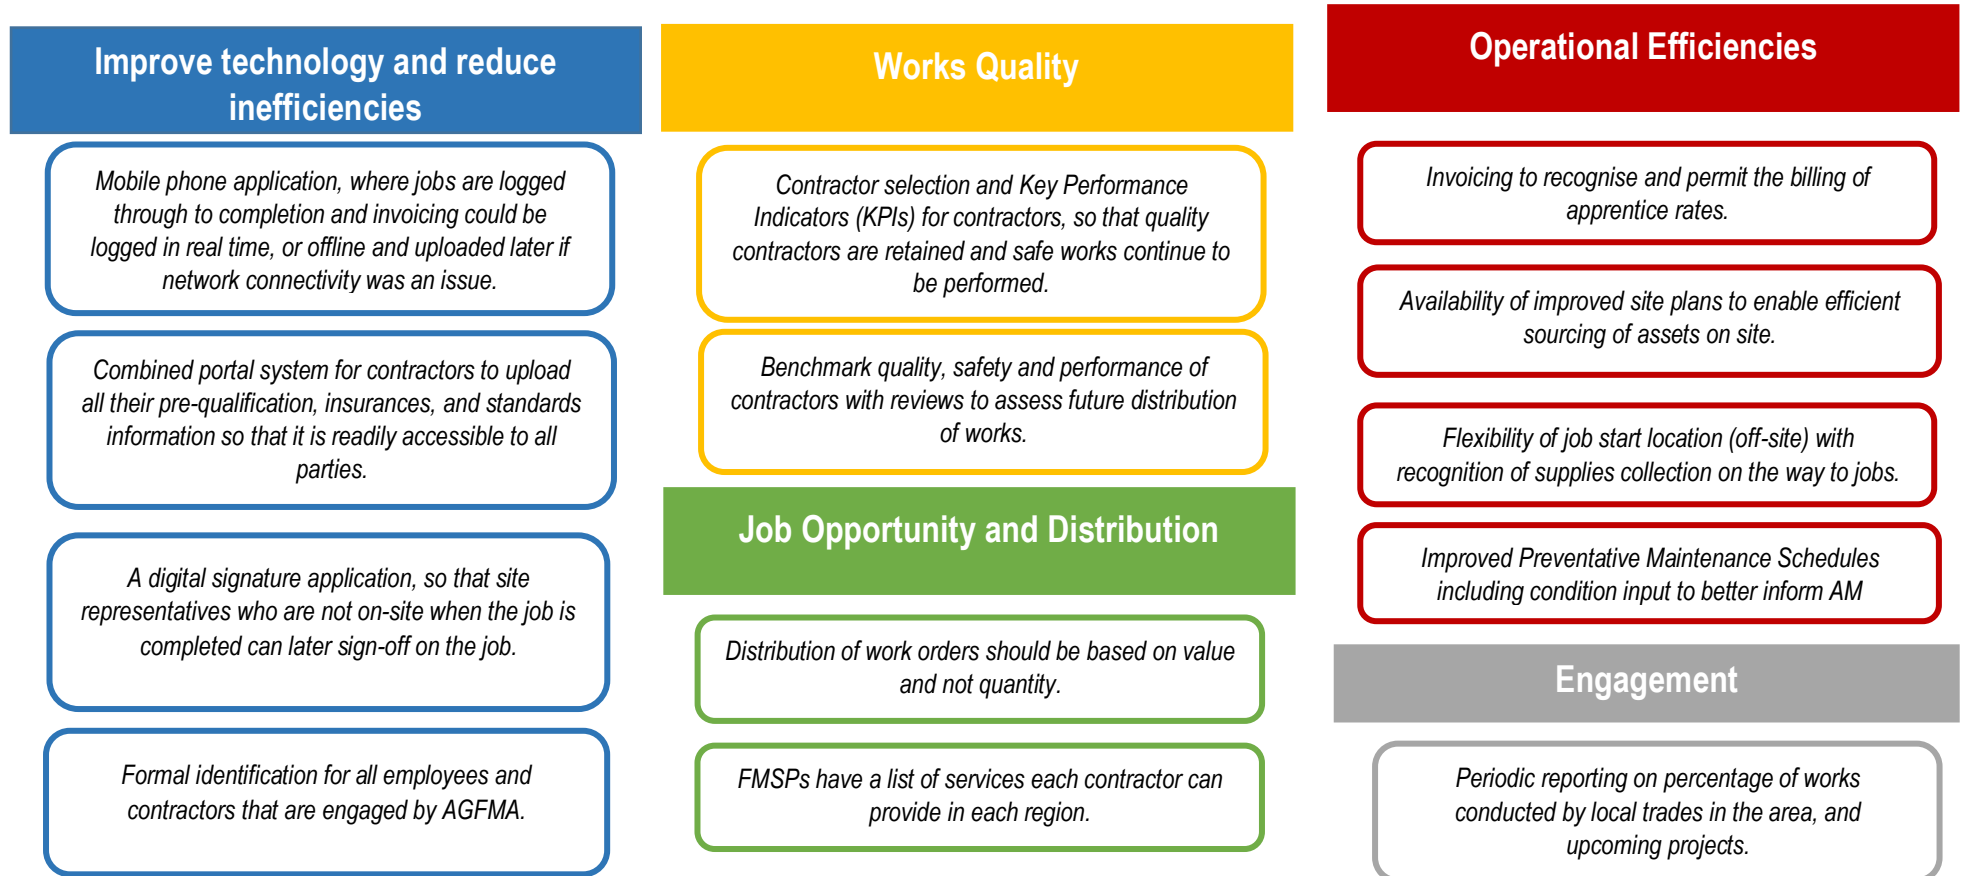 Improve technology and reduce
inefficiencies
Mobile phone application, where jobs are logged
through to completion and invoicing could be
logged in real time, or offline and uploaded later if
network connectivity was an issue.
Combined portal system for contractors to upload
all their pre-qualification, insurances, and standards
information so that it is readily accessible to all
parties.
A digital signature application, so that site
representatives who are not on-site when the job is
completed can later sign-off on the job.
Formal identification for all employees and
contractors that are engaged by AGFMA.
Works Quality
Contractor selection and Key Performance
Indicators (KPIs) for contractors, so that quality
contractors are retained and safe works continue to
be performed.
Benchmark quality, safety and performance of
contractors with reviews to assess future distribution
of works.
Job Opportunity and Distribution
Distribution of work orders should be based on value
and not quantity.
FMSPs have a list of services each contractor can
provide in each region.
Operational Efficiencies
Invoicing to recognise and permit the billing of
apprentice rates.
Availability of improved site plans to enable efficient
sourcing of assets on site.
Flexibility of job start location (off-site) with
recognition of supplies collection on the way to jobs.
Improved Preventative Maintenance Schedules
including condition input to better inform AM
Engagement
Periodic reporting on percentage of works
conducted by local trades in the area, and
upcoming projects.